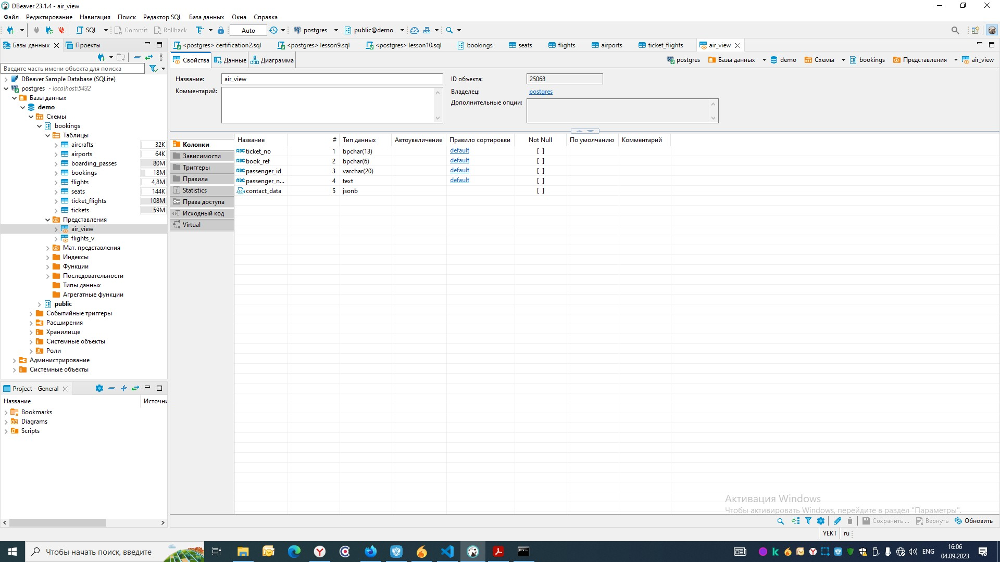 DBeaver 23.1.4 - air_view
Файл Редактирование Навигация Поиск Редактор SQL База данных Окна Справка
SQL Commit Rollback Auto postgres public@demo
Базы данных Проекты
<postgres> certification2.sql <postgres> lesson9.sql <postgres> lesson10.sql bookings seats flights airports ticket_flights air_view
Введите часть имени объекта для поиска
DBeaver Sample Database (SQLite)
postgres - localhost:5432
Базы данных
demo
Схемы
bookings
Таблицы
aircrafts 32K
airports 64K
boarding_passes 80M
bookings 18M
flights 4,8M
seats 144K
ticket_flights 108M
tickets 59M
Представления
air_view
flights_v
Мат. представления
Индексы
Функции
Последовательности
Типы данных
Агрегатные функции
public
Событийные триггеры
Расширения
Хранилище
Системные объекты
Роли
Администрирование
Системные объекты
Project - General
Название Источни
Bookmarks
Diagrams
Scripts
Свойства Данные Диаграмма
postgres Базы данных demo Схемы bookings Представления air_view
Название: air_view
Комментарий:
ID объекта: 25068
Владелец: postgres
Дополнительные опции:
Колонки
Зависимости
Триггеры
Правила
Statistics
Права доступа
Исходный код
Virtual
Название # Тип данных Автоувеличение Правило сортировки Not Null По умолчанию Комментарий
ABC ticket_no 1 bpchar(13) default [ ]
ABC book_ref 2 bpchar(6) default [ ]
ABC passenger_id 3 varchar(20) default [ ]
ABC passenger_n... 4 text default [ ]
JSON contact_data 5 jsonb [ ]
Активация Windows
Чтобы активировать Windows, перейдите в раздел "Параметры".
Сохранить ... Вернуть Обновить
YEKT ru
Чтобы начать поиск, введите
ENG
16:06
04.09.2023